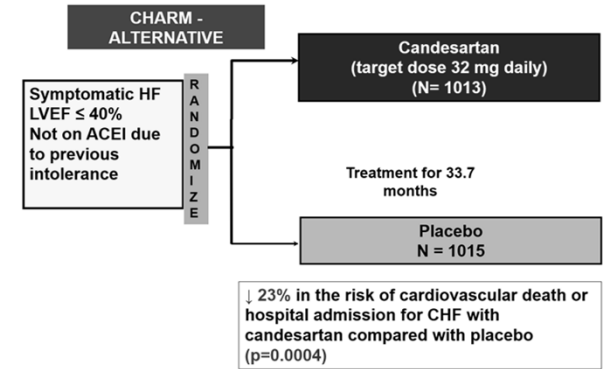 CHARM -
ALTERNATIVE
Symptomatic HF
LVEF ≤ 40%
Not on ACEI due
to previous
intolerance
RANDOMIZE
Candesartan
(target dose 32 mg daily)
(N= 1013)
Treatment for 33.7
months
Placebo
N = 1015
↓ 23% in the risk of cardiovascular death or
hospital admission for CHF with
candesartan compared with placebo
(p=0.0004)